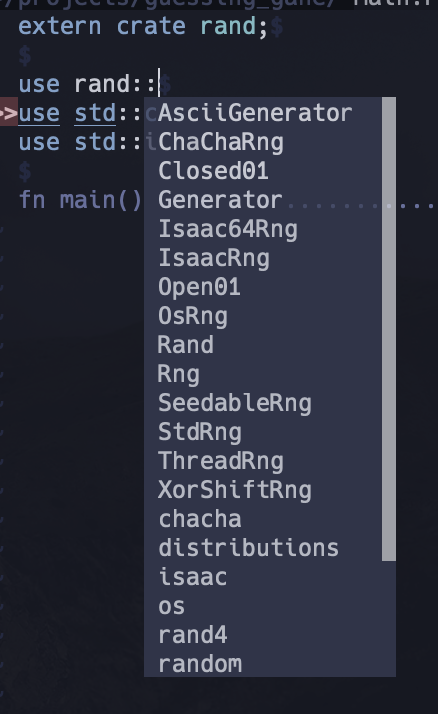 /projects/guessing_game/ main.r
extern crate rand;$
$
use rand::$
>>use std::
use std::i
$
fn main() ............
AsciiGenerator
ChaChaRng
Closed01
Generator
Isaac64Rng
IsaacRng
Open01
OsRng
Rand
Rng
SeedableRng
StdRng
ThreadRng
XorShiftRng
chacha
distributions
isaac
os
rand4
random